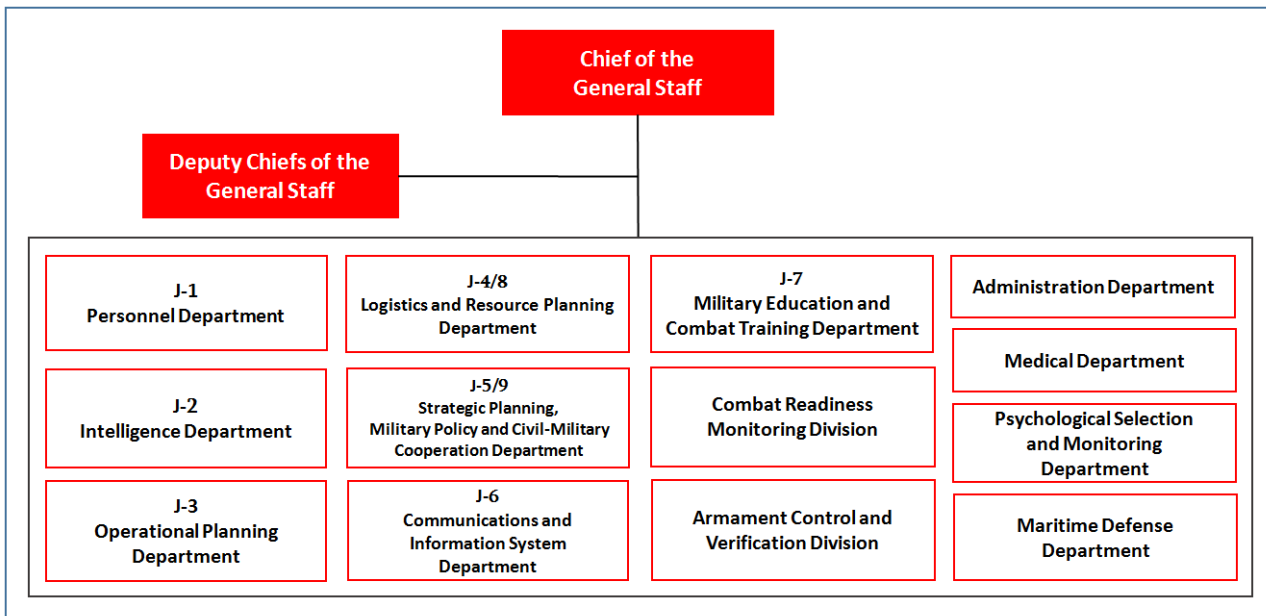 Chief of the
General Staff
Deputy Chiefs of the
General Staff
J-1
Personnel Department
J-2
Intelligence Department
J-3
Operational Planning
Department
J-4/8
Logistics and Resource Planning
Department
J-5/9
Strategic Planning,
Military Policy and Civil-Military
Cooperation Department
J-6
Communications and
Information System
Department
J-7
Military Education and
Combat Training Department
Combat Readiness
Monitoring Division
Armament Control and
Verification Division
Administration Department
Medical Department
Psychological Selection
and Monitoring
Department
Maritime Defense
Department